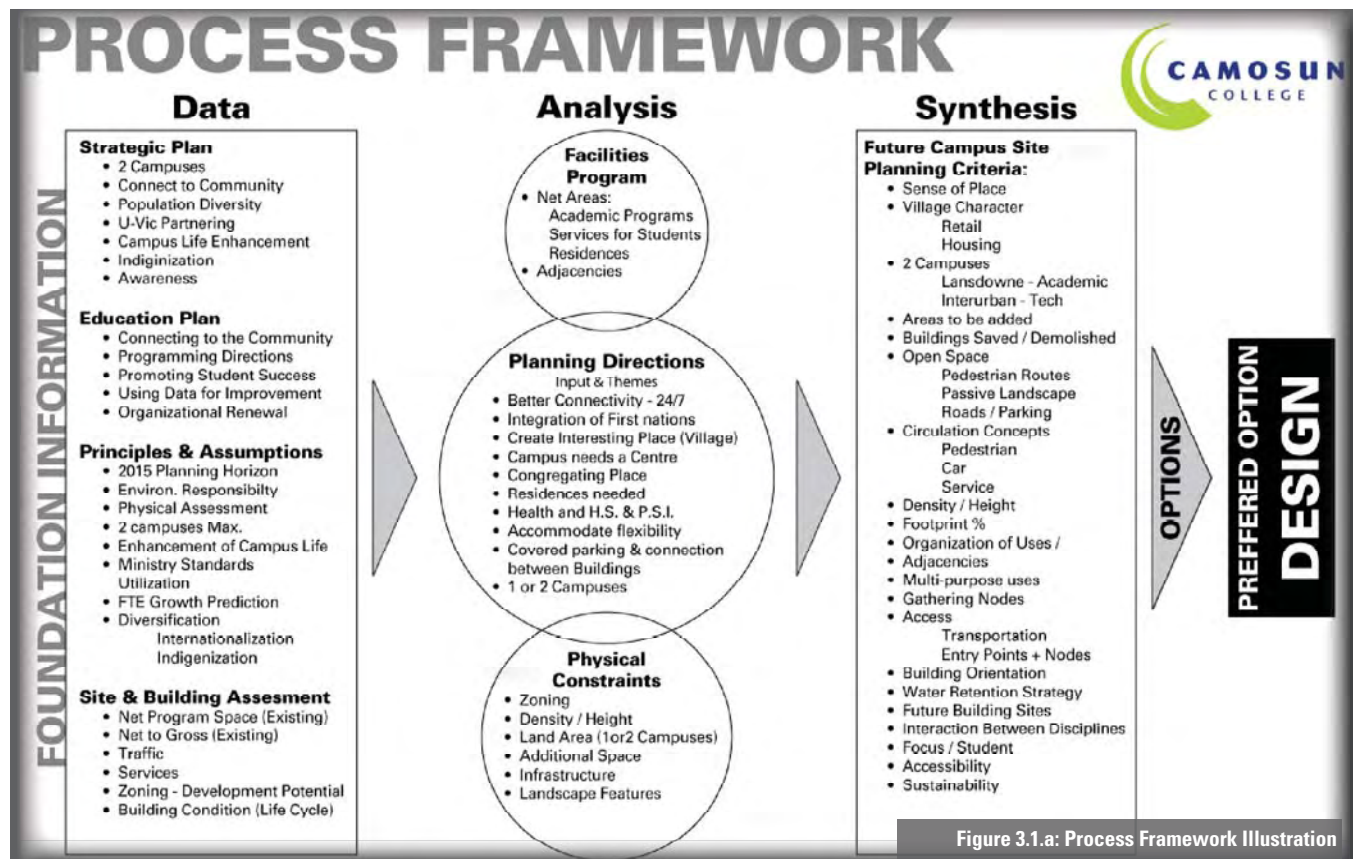 PROCESS FRAMEWORK
CAMOSUN
COLLEGE
FOUNDATION INFORMATION
Data
Strategic Plan
• 2 Campuses
• Connect to Community
• Population Diversity
• U-Vic Partnering
• Campus Life Enhancement
• Indiginization
• Awareness
Education Plan
• Connecting to the Community
• Programming Directions
• Promoting Student Success
• Using Data for Improvement
• Organizational Renewal
Principles & Assumptions
• 2015 Planning Horizon
• Environ. Responsibilty
• Physical Assessment
• 2 campuses Max.
• Enhancement of Campus Life
• Ministry Standards
Utilization
• FTE Growth Prediction
• Diversification
Internationalization
Indigenization
Site & Building Assesment
• Net Program Space (Existing)
• Net to Gross (Existing)
• Traffic
• Services
• Zoning - Development Potential
• Building Condition (Life Cycle)
Analysis
Facilities
Program
• Net Areas:
Academic Programs
Services for Students
Residences
• Adjacencies
Planning Directions
Input & Themes
• Better Connectivity - 24/7
• Integration of First nations
• Create Interesting Place (Village)
• Campus needs a Centre
• Congregating Place
• Residences needed
• Health and H.S. & P.S.I.
• Accommodate flexibility
• Covered parking & connection
between Buildings
• 1 or 2 Campuses
Physical
Constraints
• Zoning
• Density / Height
• Land Area (1or2 Campuses)
• Additional Space
• Infrastructure
• Landscape Features
Synthesis
Future Campus Site
Planning Criteria:
• Sense of Place
• Village Character
Retail
Housing
• 2 Campuses
Lansdowne - Academic
Interurban - Tech
• Areas to be added
• Buildings Saved / Demolished
• Open Space
Pedestrian Routes
Passive Landscape
Roads / Parking
• Circulation Concepts
Pedestrian
Car
Service
• Density / Height
• Footprint %
• Organization of Uses /
• Adjacencies
• Multi-purpose uses
• Gathering Nodes
• Access
Transportation
Entry Points + Nodes
• Building Orientation
• Water Retention Strategy
• Future Building Sites
• Interaction Between Disciplines
• Focus / Student
• Accessibility
• Sustainability
OPTIONS
PREFFERED OPTION
DESIGN
Figure 3.1.a: Process Framework Illustration